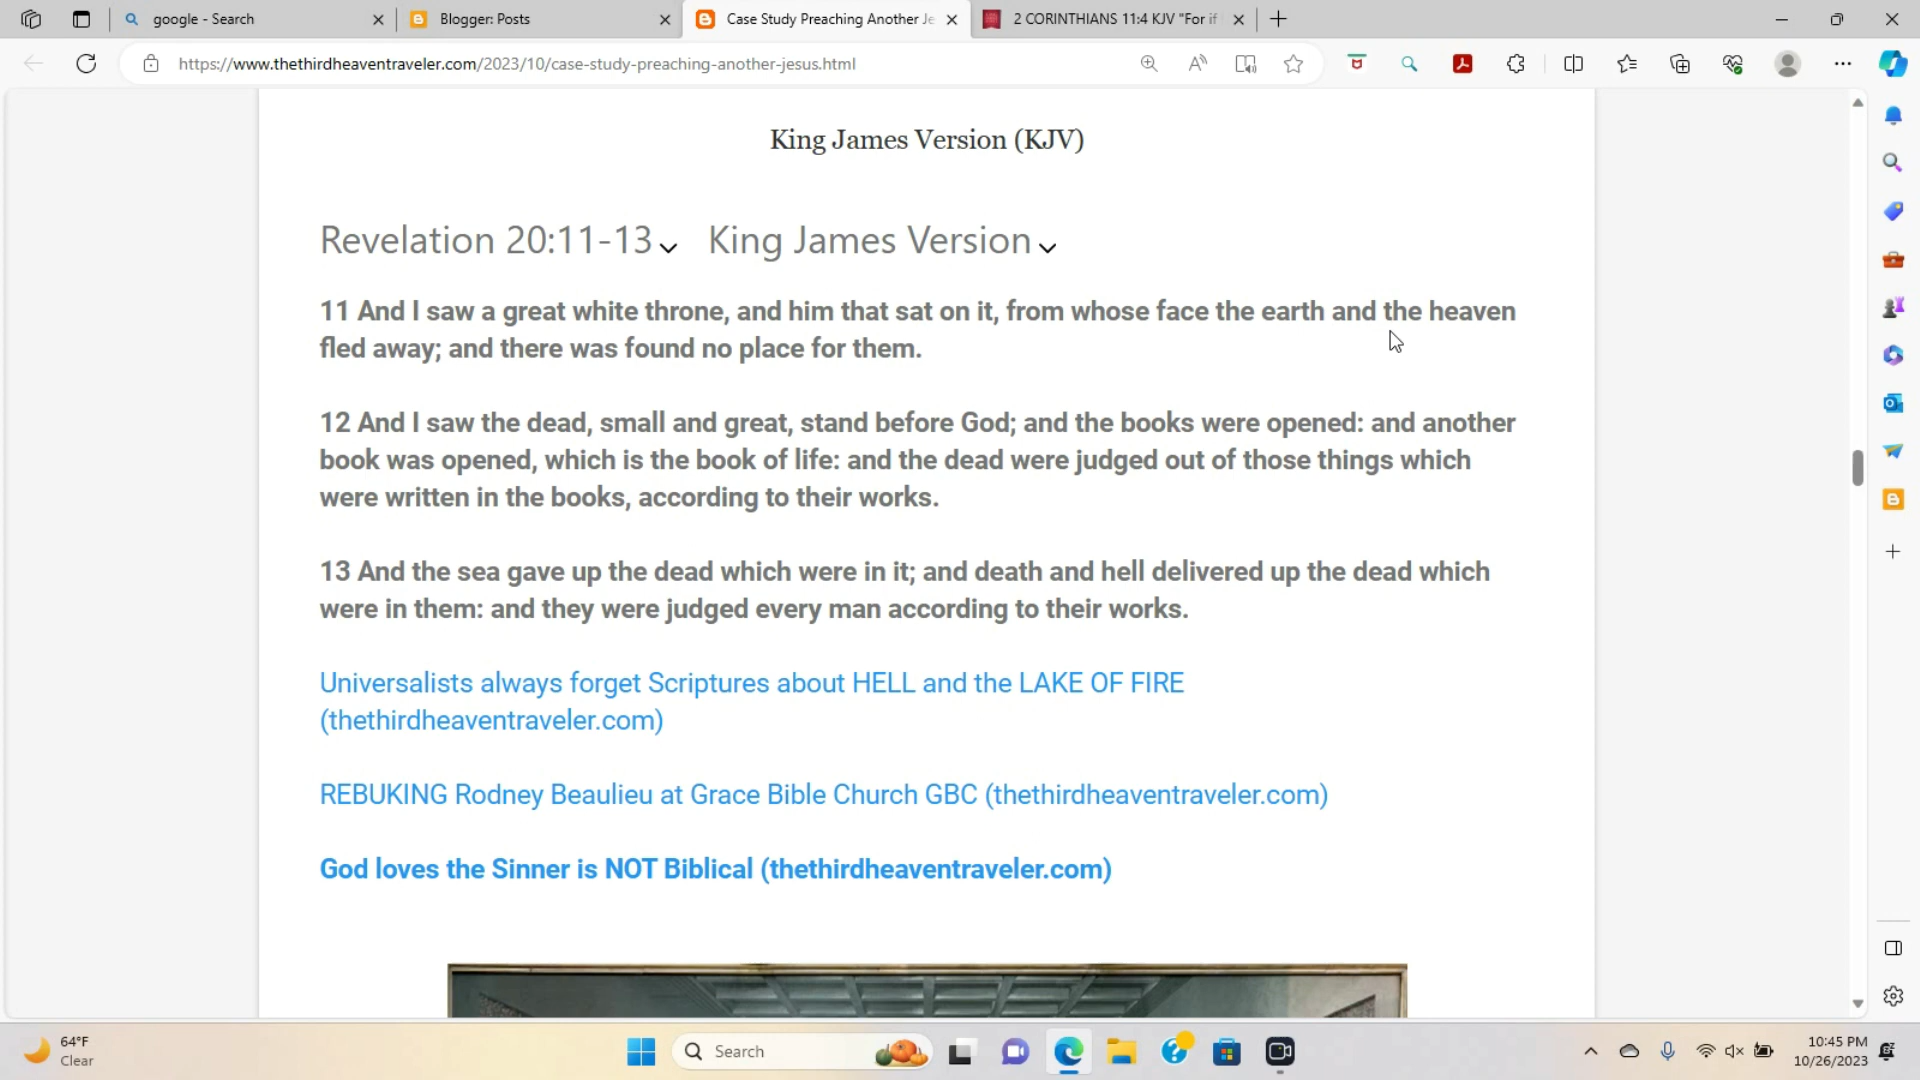 google - Search
Blogger: Posts
Case Study Preaching Another Je
2 CORINTHIANS 11:4 KJV "For if
https://www.thethirdheaventraveler.com/2023/10/case-study-preaching-another-jesus.html
King James Version (KJV)
Revelation 20:11-13 King James Version
11 And I saw a great white throne, and him that sat on it, from whose face the earth and the heaven
fled away; and there was found no place for them.
12 And I saw the dead, small and great, stand before God; and the books were opened: and another
book was opened, which is the book of life: and the dead were judged out of those things which
were written in the books, according to their works.
13 And the sea gave up the dead which were in it; and death and hell delivered up the dead which
were in them: and they were judged every man according to their works.
Universalists always forget Scriptures about HELL and the LAKE OF FIRE
(thethirdheaventraveler.com)
REBUKING Rodney Beaulieu at Grace Bible Church GBC (thethirdheaventraveler.com)
God loves the Sinner is NOT Biblical (thethirdheaventraveler.com)
64°F
Clear
Search
10:45 PM
10/26/2023